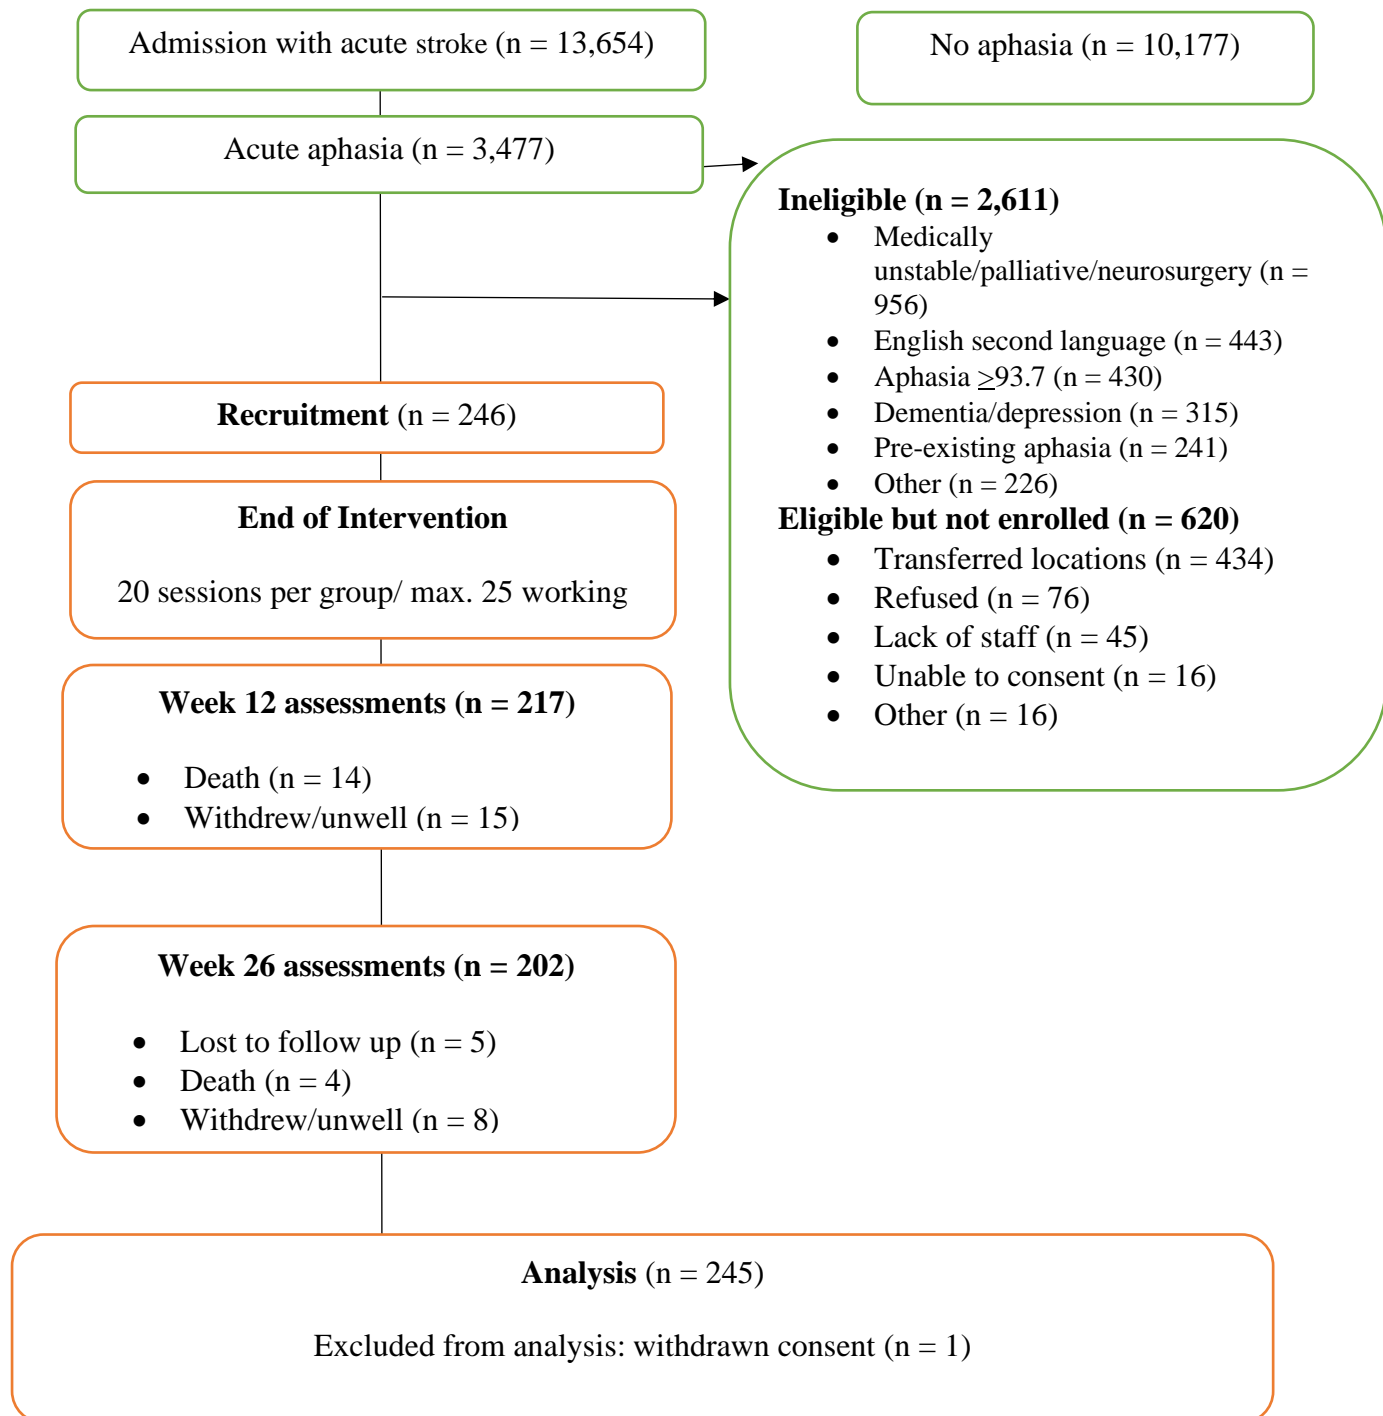 Admission with acute stroke (n = 13,654)
No aphasia (n = 10,177)
Acute aphasia (n = 3,477)
Ineligible (n = 2,611)
• Medically
unstable/palliative/neurosurgery (n =
956)
• English second language (n = 443)
• Aphasia ≥93.7 (n = 430)
• Dementia/depression (n = 315)
• Pre-existing aphasia (n = 241)
• Other (n = 226)
Eligible but not enrolled (n = 620)
• Transferred locations (n = 434)
• Refused (n = 76)
• Lack of staff (n = 45)
• Unable to consent (n = 16)
• Other (n = 16)
Recruitment (n = 246)
End of Intervention
20 sessions per group/ max. 25 working
Week 12 assessments (n = 217)
• Death (n = 14)
• Withdrew/unwell (n = 15)
Week 26 assessments (n = 202)
• Lost to follow up (n = 5)
• Death (n = 4)
• Withdrew/unwell (n = 8)
Analysis (n = 245)
Excluded from analysis: withdrawn consent (n = 1)